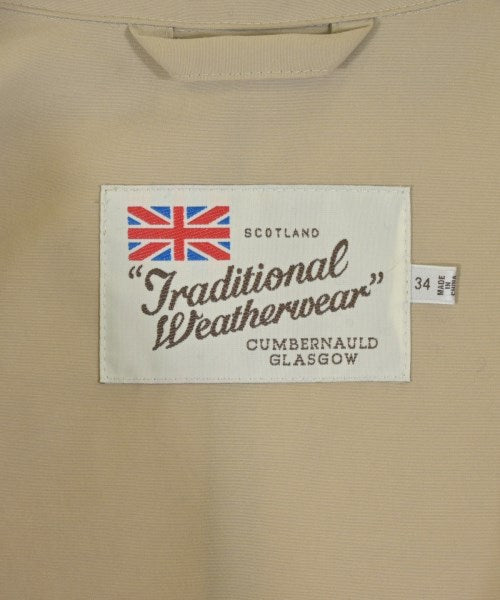 SCOTLAND
"Traditional
Weatherwear"
CUMBERNAULD
GLASGOW
34
MADE
IN
CHINA